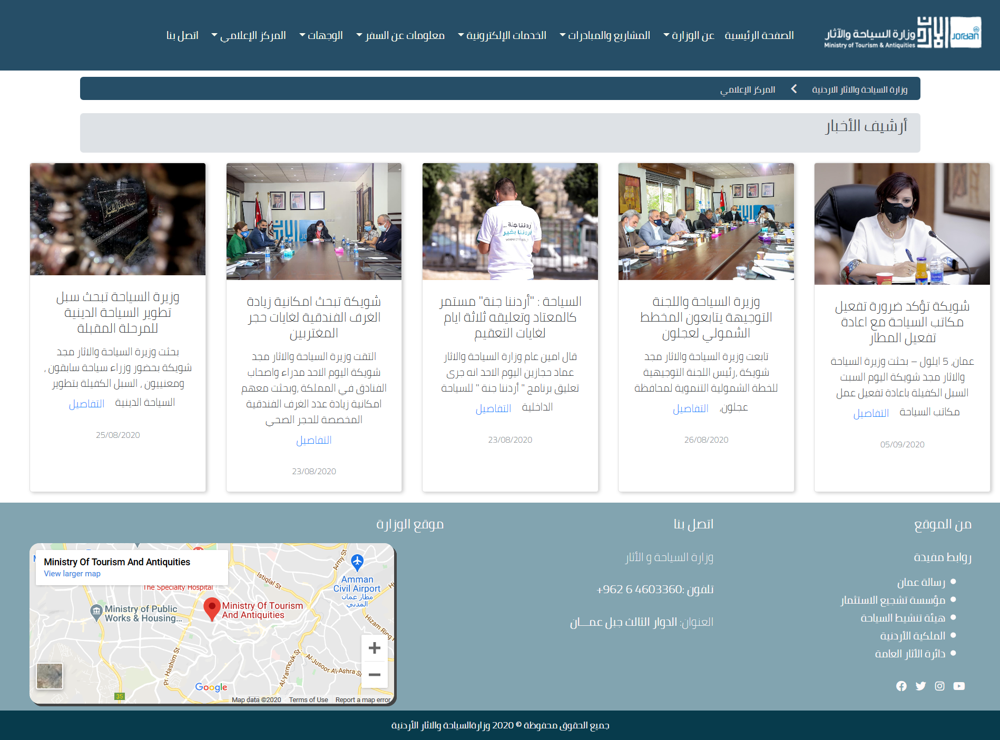 Jordan
وزارة السياحة والآثار
Ministry of Tourism & Antiquities
الصفحة الرئيسية
عن الوزارة
المشاريع والمبادرات
الخدمات الإلكترونية
معلومات عن السفر
الوجهات
المركز الإعلامي
اتصل بنا
وزارة السياحة والاثار الاردنية
المركز الإعلامي
أرشيف الأخبار
شويكة تؤكد ضرورة تفعيل
مكاتب السياحة مع اعادة
تفعيل المطار
عمان, 5 ايلول – بحثت وزيرة السياحة
والاثار مجد شويكة اليوم السبت
السبل الكفيلة باعادة تفعيل عمل
مكاتب السياحة التفاصيل
05/09/2020
وزيرة السياحة واللجنة
التوجيهة يتابعون المخطط
الشمولي لعجلون
تابعت وزيرة السياحة والاثار مجد
شويكة ,رئيس اللجنة التوجيهية
للخطة الشمولية التنموية لمحافظة
عجلون, التفاصيل
26/08/2020
أردننا جنة ...
أردننا بخير
السياحة : "أردننا جنة" مستمر
كالمعتاد وتعليقه ثلاثة ايام
لغايات التعقيم
قال امين عام وزارة السياحة والاثار
عماد حجازين اليوم الاحد انه جرى
تعليق برنامج " أردننا جنة " للسياحة
الداخلية التفاصيل
23/08/2020
شويكة تبحث امكانية زيادة
الغرف الفندقية لغايات حجر
المغتربين
التقت وزيرة السياحة والاثار مجد
شويكة اليوم الاحد مدراء واصحاب
الفنادق في المملكة ,وبحثت معهم
امكانية زيادة عدد الغرف الفندقية
المخصصة للحجر الصحي
التفاصيل
23/08/2020
وزيرة السياحة تبحث سبل
تطوير السياحة الدينية
للمرحلة المقبلة
بحثت وزيرة السياحة والاثار مجد
شويكة بحضور وزراء سياحة سابقون ,
ومعنييون , السبل الكفيلة بتطوير
السياحة الدينية التفاصيل
25/08/2020
من الموقع
روابط مفيدة
رسالة عمان
مؤسسة تشجيع الاستثمار
هيئة تنشيط السياحة
الملكية الأردنية
دائرة الأثار العامة
اتصل بنا
وزارة السياحة و الأثار
تلفون :4603360 6 962+
العنوان: الدوار الثالث جبل عمـــان
موقع الوزارة
Ministry Of Tourism And Antiquities
View larger map
The Specialty Hospital
Ministry of Public
Works & Housing...
Ministry Of Tourism
And Antiquities
Amman
Civil Airport
مطار عمان
المدني
Army St
Istiqlal St
Hizam Ring
Pr. Hashim St
Al-Yarmouk St
Al-Jusoor Al-Ashra St
35
Google
Map data ©2020 Terms of Use Report a map error
جميع الحقوق محفوظة © 2020 وزارةالسياحة والاثار الأردنية